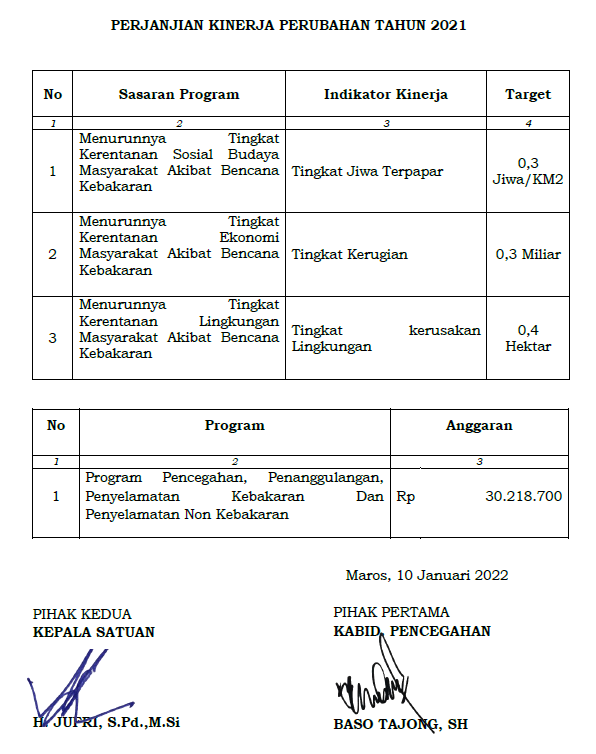 PERJANJIAN KINERJA PERUBAHAN TAHUN 2021
No Sasaran Program Indikator Kinerja Target
1 2 3 4
1 Menurunnya Tingkat Kerentanan Sosial Budaya Masyarakat Akibat Bencana Kebakaran Tingkat Jiwa Terpapar 0,3 Jiwa/KM2
2 Menurunnya Tingkat Kerentanan Ekonomi Masyarakat Akibat Bencana Kebakaran Tingkat Kerugian 0,3 Miliar
3 Menurunnya Tingkat Kerentanan Lingkungan Masyarakat Akibat Bencana Kebakaran Tingkat kerusakan Lingkungan 0,4 Hektar
No Program Anggaran
1 2 3
1 Program Pencegahan, Penanggulangan, Penyelamatan Kebakaran Dan Penyelamatan Non Kebakaran Rp 30.218.700
Maros, 10 Januari 2022
PIHAK KEDUA
KEPALA SATUAN
H. JUFRI, S.Pd.,M.Si
PIHAK PERTAMA
KABID. PENCEGAHAN
BASO TAJONG, SH